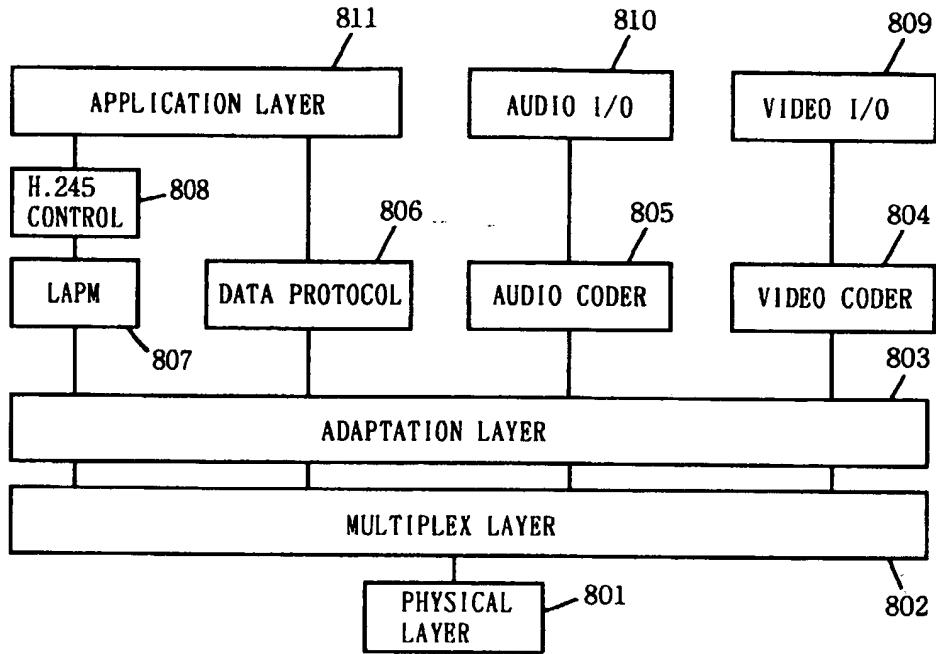 811
810
809
APPLICATION LAYER
AUDIO I/O
VIDEO I/O
H.245
CONTROL
808
806
805
804
LAPM
DATA PROTOCOL
AUDIO CODER
VIDEO CODER
807
803
ADAPTATION LAYER
MULTIPLEX LAYER
PHYSICAL
LAYER
801
802